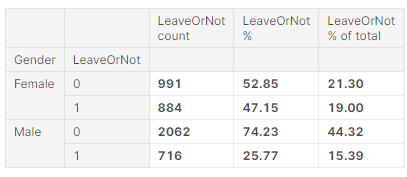 LeaveOrNot LeaveOrNot LeaveOrNot
count % % of total
Gender LeaveOrNot
Female 0 991 52.85 21.30
1 884 47.15 19.00
Male 0 2062 74.23 44.32
1 716 25.77 15.39